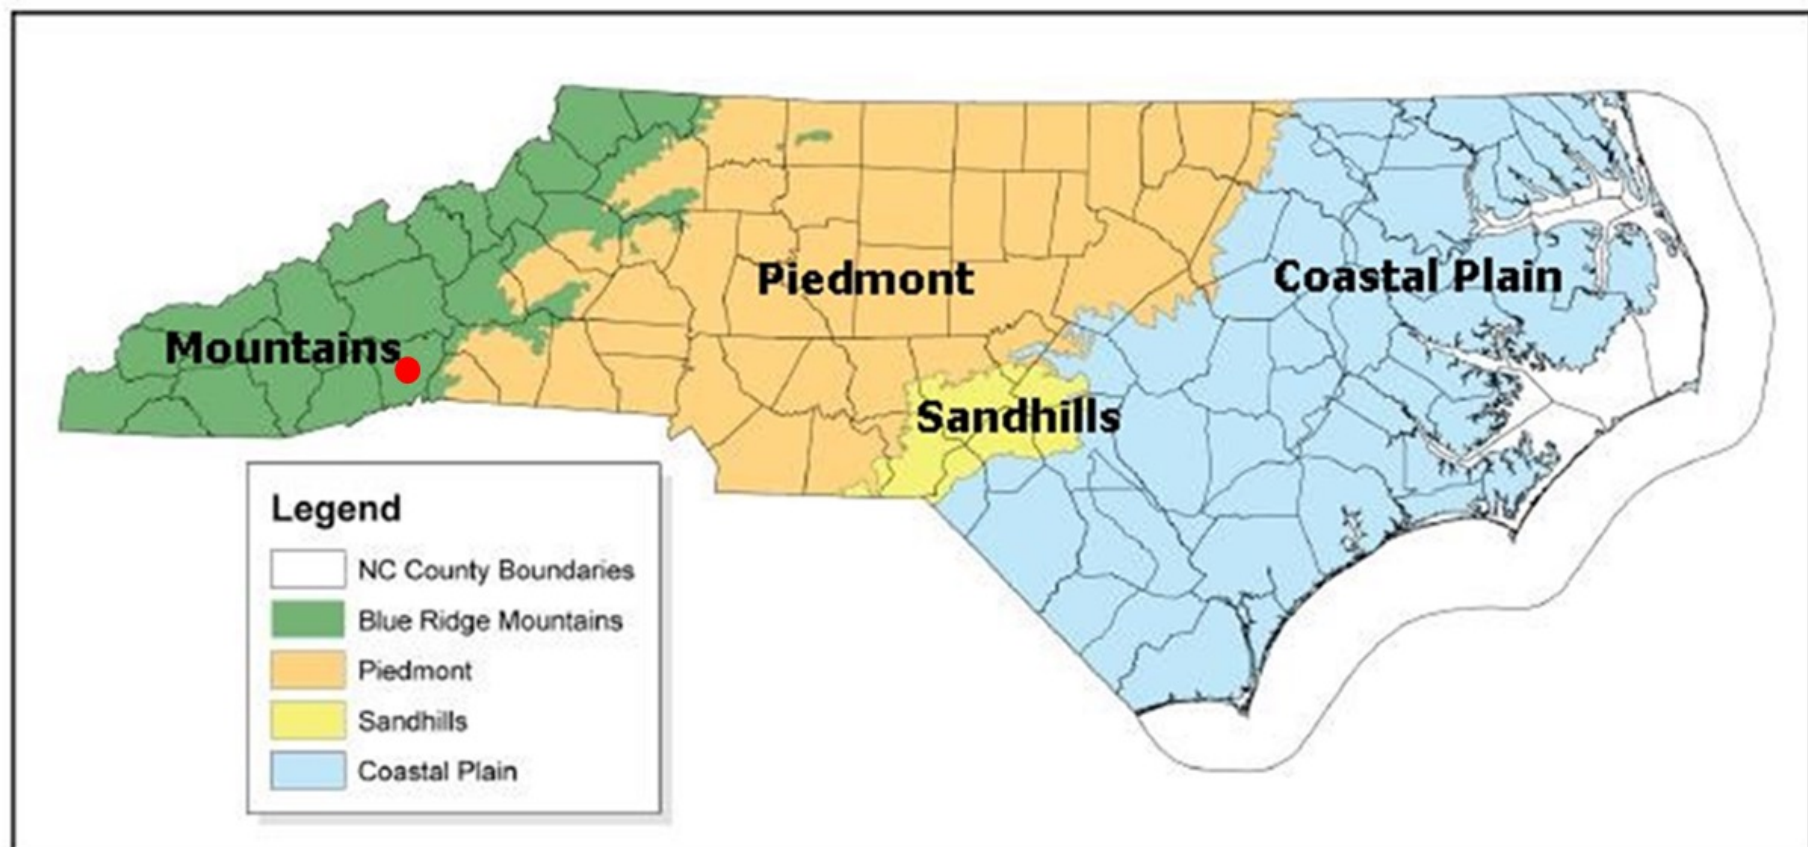 Piedmont
Coastal Plain
Mountains
Sandhills
Legend
NC County Boundaries
Blue Ridge Mountains
Piedmont
Sandhills
Coastal Plain